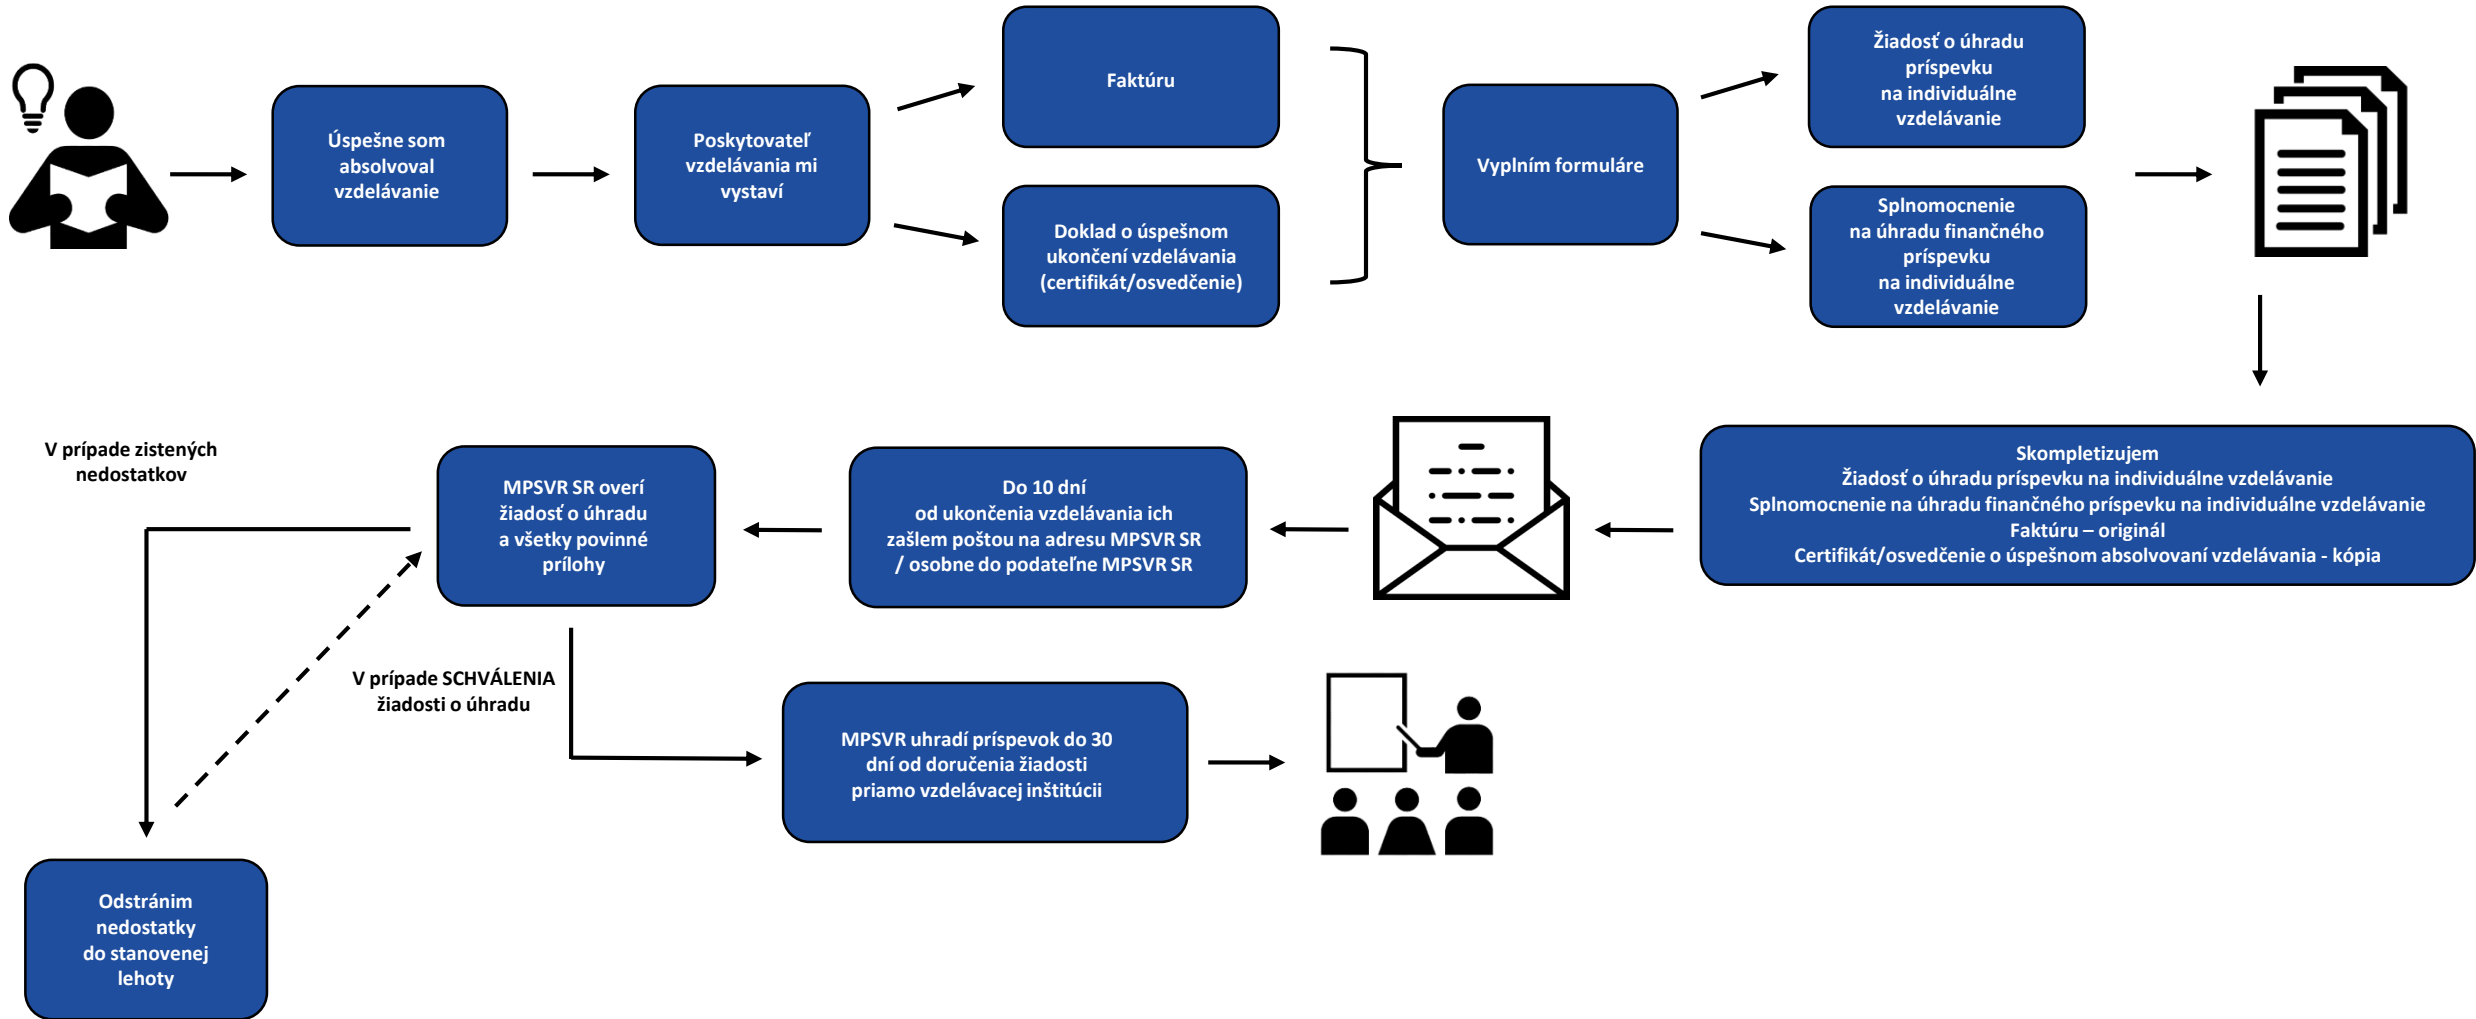 Úspešne som
absolvoval
vzdelávanie
Poskytovateľ
vzdelávania mi
vystaví
Faktúru
Doklad o úspešnom
ukončení vzdelávania
(certifikát/osvedčenie)
Vyplním formuláre
Žiadosť o úhradu
príspevku
na individuálne
vzdelávanie
Splnomocnenie
na úhradu finančného
príspevku
na individuálne
vzdelávanie
Skompletizujem
Žiadosť o úhradu príspevku na individuálne vzdelávanie
Splnomocnenie na úhradu finančného príspevku na individuálne vzdelávanie
Faktúru – originál
Certifikát/osvedčenie o úspešnom absolvovaní vzdelávania - kópia
Do 10 dní
od ukončenia vzdelávania ich
zašlem poštou na adresu MPSVR SR
/ osobne do podateľne MPSVR SR
MPSVR SR overí
žiadosť o úhradu
a všetky povinné
prílohy
V prípade zistených
nedostatkov
V prípade SCHVÁLENIA
žiadosti o úhradu
MPSVR uhradí príspevok do 30
dní od doručenia žiadosti
priamo vzdelávacej inštitúcii
Odstránim
nedostatky
do stanovenej
lehoty